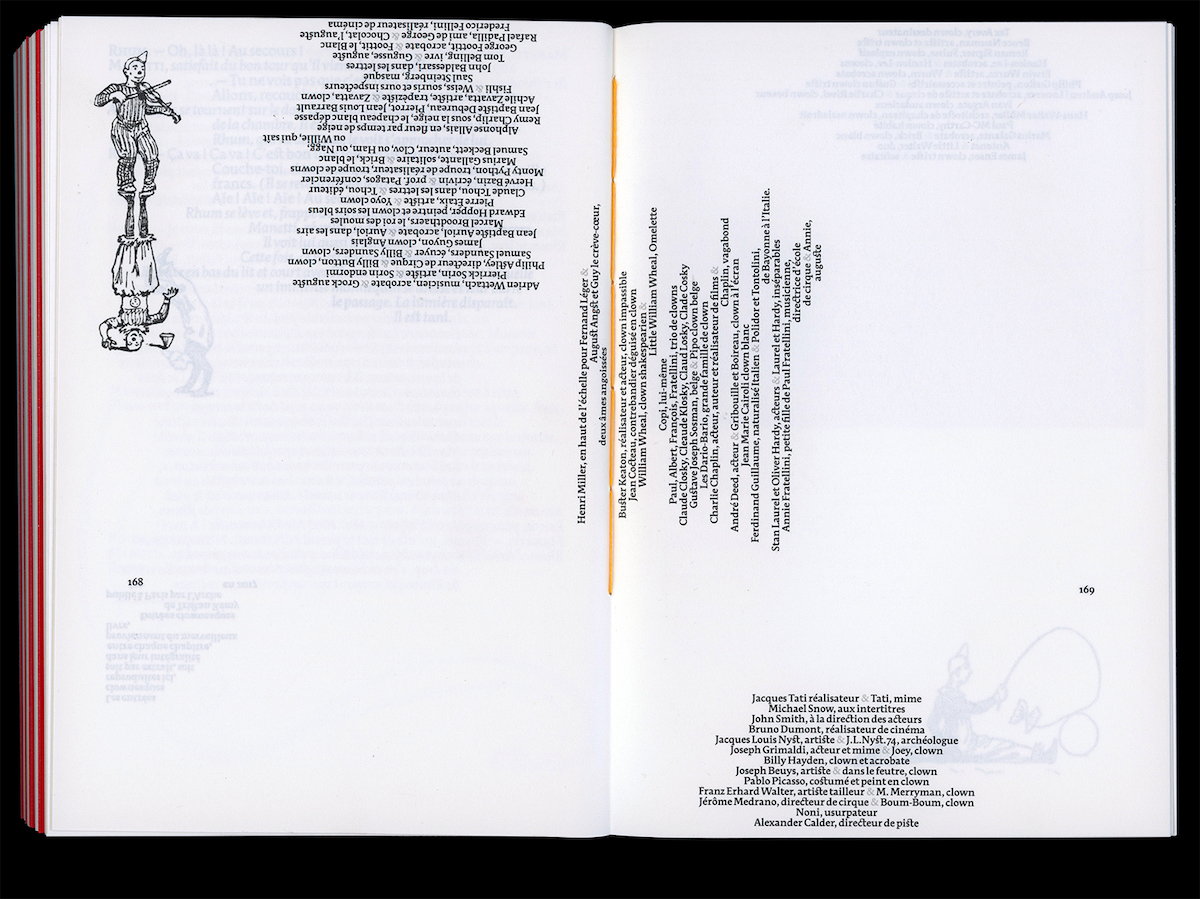 Adrien Wettach, musicien, acrobate & Grock auguste
Pierrick Sorin, artiste & Sorin endormi
Philip Astley, directeur de Cirque & Billy Button, clown
Samuel Saunders, écuyer & Billy Saunders, clown
James Guyon, clown Anglais
Jean Baptiste Auriol, acrobate & Auriol, dans les airs
Marcel Broodthaers, le roi des moules
Edward Hopper, peintre et clown les soirs bleus
Pierre Etaix, artiste & Yoyo clown
Claude Tchou, dans les lettres & Tchou, éditeur
Hervé Bazin, écrivin & prof. Patagos, conférencier
Monty Python, troupe de réalisateur, troupe de clowns
Marius Gallante, solitaire & Brick, le blanc
Samuel Beckett, auteur, Clov, ou Ham, ou Nagg,
ou Willie, qui sait
Alphonse Allais, en fleur par temps de neige
Remy Charlip, sous la neige, le chapeau blanc dépasse
Jean Baptiste Debureau, Pierrot, Jean Louis Barrault
Achile Zavatta, artiste, trapéziste & Zavatta, clown
Fishli & Weiss, souris et ours inspecteurs
Saul Steinberg, masque
John Baldessari, dans les lettres
Tom Belling, ivre & Gugusse, auguste
George Foottit, acrobate & Foottit, le Blanc
Rafael Padilla, ami de George & Chocolat, l'auguste
Frederico Fellini, réalisateur de cinéma
Henri Miller, en haut de l'échelle pour Fernand Léger &
August Angst et Guy le crève-cœur,
deux âmes angoissées
168
Buster Keaton, réalisateur et acteur, clown impassible
Jean Cocteau, contrebandier déguisé en clown
William Wheal, clown shakespearien &
Little William Wheal, Omelette
Copi, lui-même
Paul, Albert, François, Fratellini, trio de clowns
Claude Closky, Cleaude Klosky, Claud Losky, Clade Cosky
Gustave Joseph Sosman, belge & Pipo clown belge
Les Dario-Bario, grande famille de clown
Charlie Chaplin, acteur, auteur et réalisateur de films &
Chaplin, vagabond
André Deed, acteur & Gribouille et Boireau, clown à l'écran
Jean Marie Cairoli clown blanc
Ferdinand Guillaume, naturalisé Italien & Polidor et Tontolini,
de Bayonne à l'Italie.
Stan Laurel et Oliver Hardy, acteurs & Laurel et Hardy, inséparables
Annie Fratellini, petite fille de Paul Fratellini, musicienne,
directrice d'école
de cirque & Annie,
auguste
169
Jacques Tati réalisateur & Tati, mime
Michael Snow, aux intertitres
John Smith, à la direction des acteurs
Bruno Dumont, réalisateur de cinéma
Jacques Louis Nyst, artiste & J.L.Nyst.74, archéologue
Joseph Grimaldi, acteur et mime & Joey, clown
Billy Hayden, clown et acrobate
Joseph Beuys, artiste & dans le feutre, clown
Pablo Picasso, costumé et peint en clown
Franz Erhard Walter, artiste tailleur & M. Merryman, clown
Jérôme Medrano, directeur de cirque & Boum-Boum, clown
Noni, usurpateur
Alexander Calder, directeur de piste